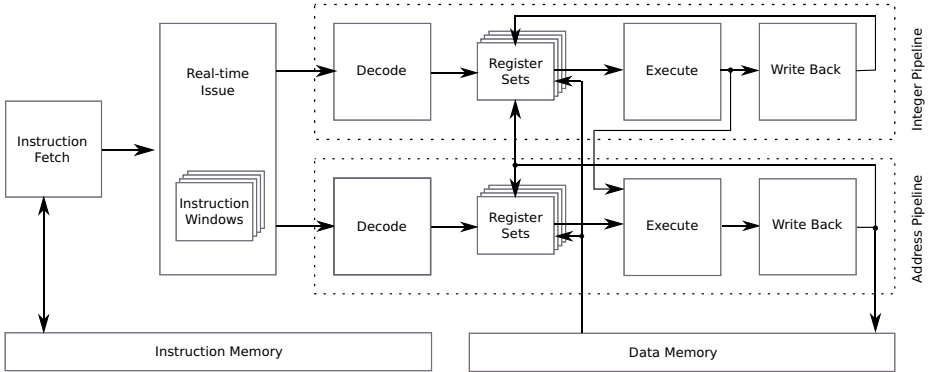 Instruction
Fetch
Real-time
Issue
Instruction
Windows
Decode
Register
Sets
Execute
Write Back
Integer Pipeline
Decode
Register
Sets
Execute
Write Back
Address Pipeline
Instruction Memory
Data Memory